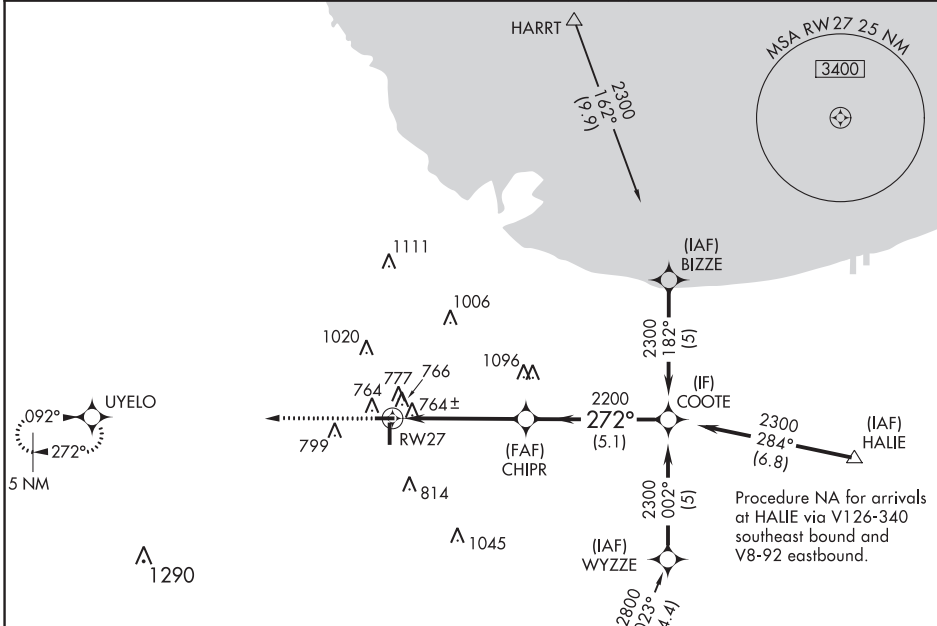 HARRT
2300
162°
(9.9)
MSA RW27 25 NM
3400
1111
1006
1020
1096
777
766
764
764±
799
RW27
814
1045
1290
UYELO
092°
272°
5 NM
(IAF)
BIZZE
2300
182°
(5)
(IF)
COOTE
2200
272°
(5.1)
(FAF)
CHIPR
2300
284°
(6.8)
(IAF)
HALIE
2300
002°
(5)
(IAF)
WYZZE
2800
023°
Procedure NA for arrivals
at HALIE via V126-340
southeast bound and
V8-92 eastbound.